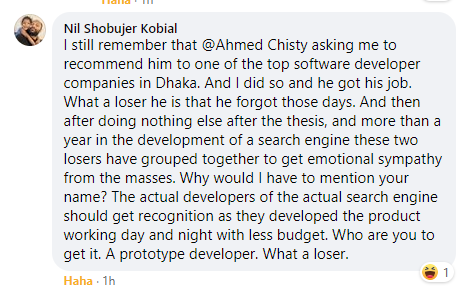 Haha · 1h
Nil Shobujer Kobial
I still remember that @Ahmed Chisty asking me to
recommend him to one of the top software developer
companies in Dhaka. And I did so and he got his job.
What a loser he is that he forgot those days. And then
after doing nothing else after the thesis, and more than a
year in the development of a search engine these two
losers have grouped together to get emotional sympathy
from the masses. Why would I have to mention your
name? The actual developers of the actual search engine
should get recognition as they developed the product
working day and night with less budget. Who are you to
get it. A prototype developer. What a loser.
1
Haha · 1h